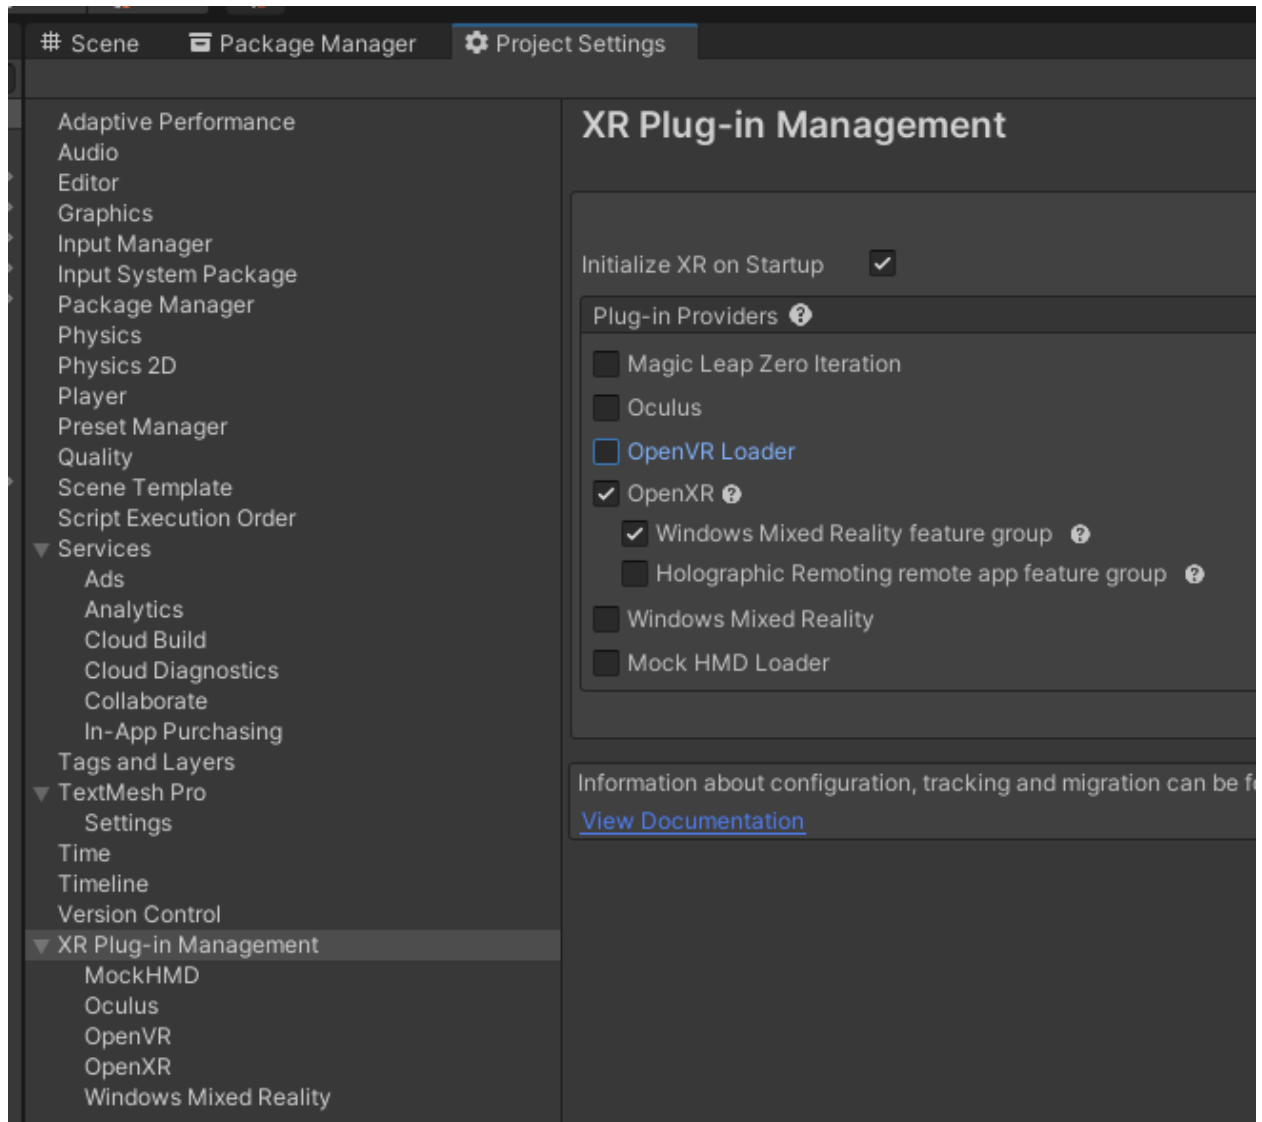 Scene Package Manager Project Settings
Adaptive Performance
Audio
Editor
Graphics
Input Manager
Input System Package
Package Manager
Physics
Physics 2D
Player
Preset Manager
Quality
Scene Template
Script Execution Order
Services
Ads
Analytics
Cloud Build
Cloud Diagnostics
Collaborate
In-App Purchasing
Tags and Layers
TextMesh Pro
Settings
Time
Timeline
Version Control
XR Plug-in Management
MockHMD
Oculus
OpenVR
OpenXR
Windows Mixed Reality
XR Plug-in Management
Initialize XR on Startup
Plug-in Providers
Magic Leap Zero Iteration
Oculus
OpenVR Loader
OpenXR
Windows Mixed Reality feature group
Holographic Remoting remote app feature group
Windows Mixed Reality
Mock HMD Loader
Information about configuration, tracking and migration can be
View Documentation